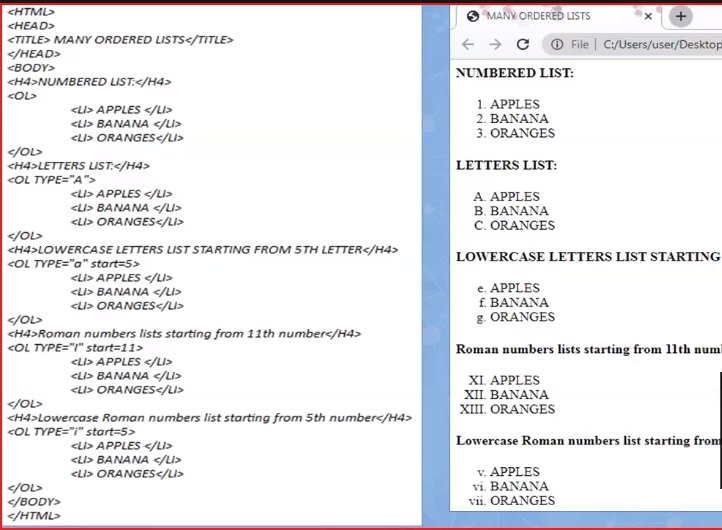 <HTML>
<HEAD>
<TITLE> MANY ORDERED LISTS</TITLE>
</HEAD>
<BODY>
<H4>NUMBERED LIST:</H4>
<OL>
<LI> APPLES </LI>
<LI> BANANA </LI>
<LI> ORANGES</LI>
</OL>
<H4>LETTERS LIST:</H4>
<OL TYPE="A">
<LI> APPLES </LI>
<LI> BANANA </LI>
<LI> ORANGES</LI>
</OL>
<H4>LOWERCASE LETTERS LIST STARTING FROM 5TH LETTER</H4>
<OL TYPE="a" start=5>
<LI> APPLES </LI>
<LI> BANANA </LI>
<LI> ORANGES</LI>
</OL>
<H4>Roman numbers lists starting from 11th number</H4>
<OL TYPE="I" start=11>
<LI> APPLES </LI>
<LI> BANANA </LI>
<LI> ORANGES</LI>
</OL>
<H4>Lowercase Roman numbers list starting from 5th number</H4>
<OL TYPE="i" start=5>
<LI> APPLES </LI>
<LI> BANANA </LI>
<LI> ORANGES</LI>
</OL>
</BODY>
</HTML>
MANY ORDERED LISTS
File | C:/Users/user/Desktop
NUMBERED LIST:
1. APPLES
2. BANANA
3. ORANGES
LETTERS LIST:
A. APPLES
B. BANANA
C. ORANGES
LOWERCASE LETTERS LIST STARTING
e. APPLES
f. BANANA
g. ORANGES
Roman numbers lists starting from 11th num
XI. APPLES
XII. BANANA
XIII. ORANGES
Lowercase Roman numbers list starting from
v. APPLES
vi. BANANA
vii. ORANGES